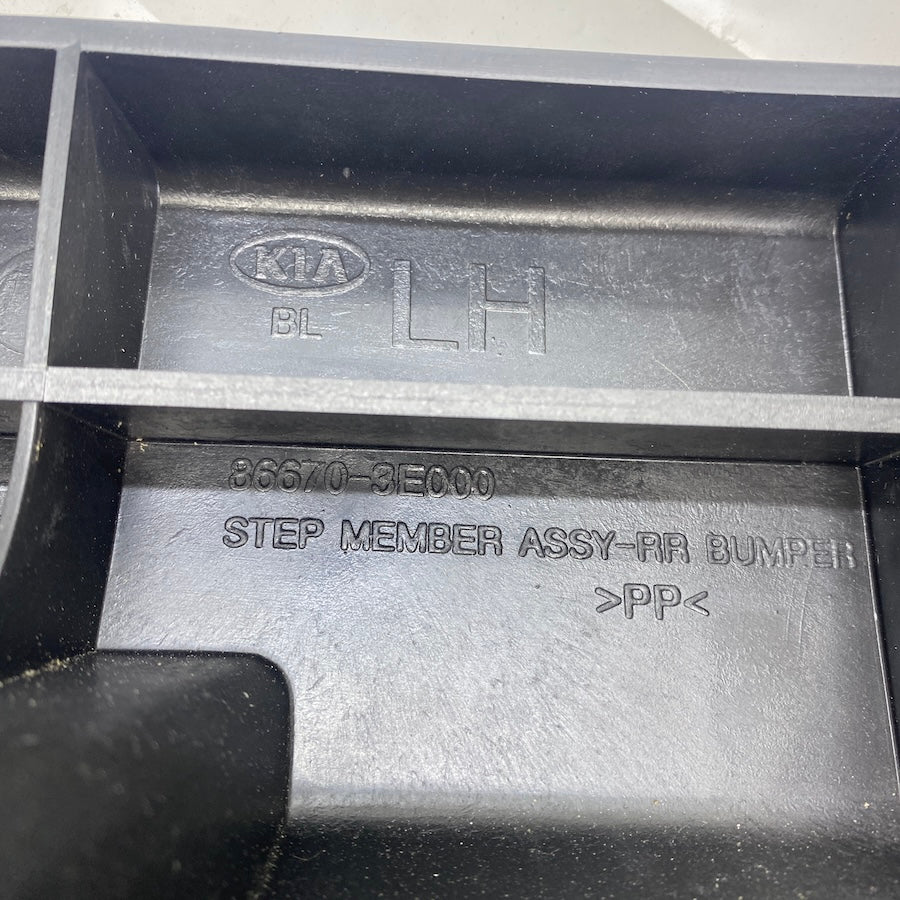 KIA
BL
LH
86670-3E000
STEP MEMBER ASSY-RR BUMPER
>PP<